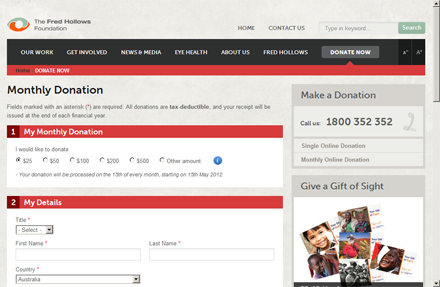 The Fred Hollows
Foundation
HOME
CONTACT US
Type in keyword...
Search
OUR WORK
GET INVOLVED
NEWS & MEDIA
EYE HEALTH
ABOUT US
FRED HOLLOWS
DONATE NOW
Home
DONATE NOW
Monthly Donation
Fields marked with an asterisk (*) are required. All donations are tax-deductible, and your receipt will
be issued at the end of each financial year.
1 My Monthly Donation
I would like to donate
$25
$50
$100
$200
$500
Other amount
- Your donation will be processed on the 15th of every month, starting on 15th May 2012.
2 My Details
Title *
- Select -
First Name *
Last Name *
Country *
Australia
Make a Donation
Call us: 1800 352 352
Single Online Donation
Monthly Online Donation
Give a Gift of Sight